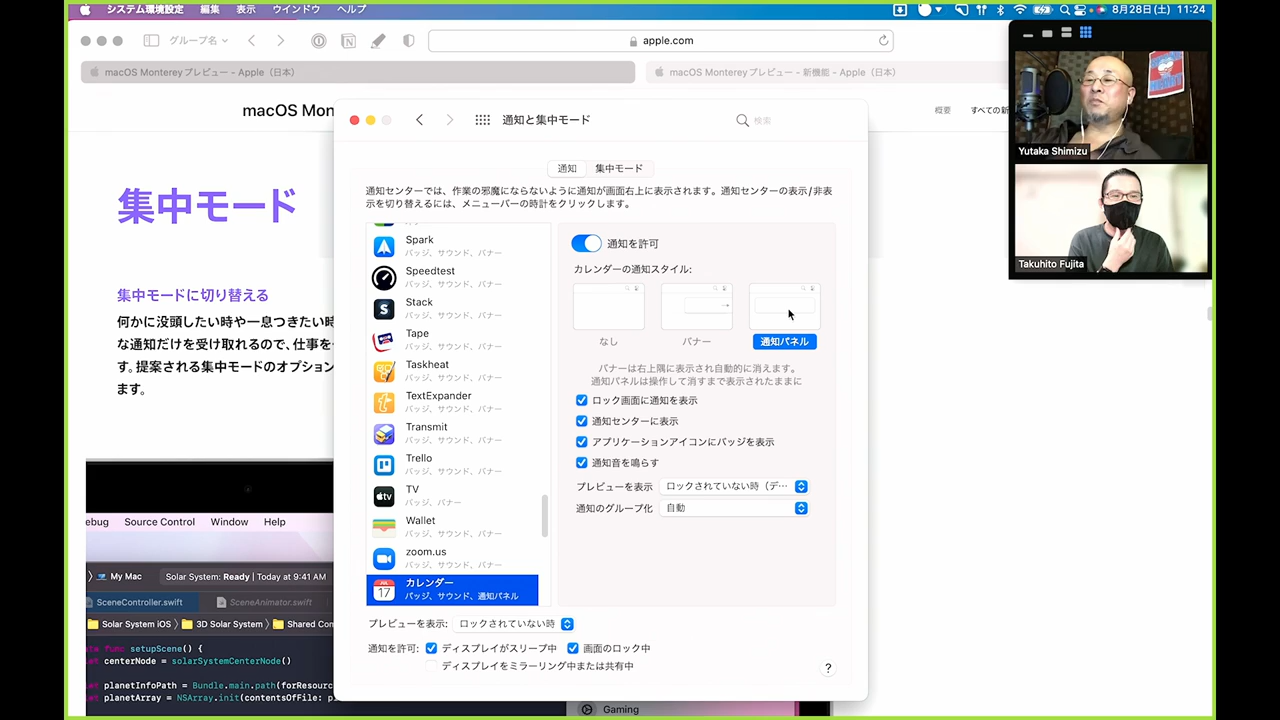 システム環境設定 編集 表示 ウインドウ ヘルプ
8月28日(土) 11:24
グループ名
apple.com
macOS Montereyプレビュー - Apple（日本）
macOS Montereyプレビュー - 新機能 - Apple（日本）
macOS Mon
概要 すべての新
集中モード
集中モードに切り替える
何かに没頭したい時や一息つきたい時
な通知だけを受け取れるので、仕事を
す。提案される集中モードのオプション
ます。
通知と集中モード
検索
通知 集中モード
通知センターでは、作業の邪魔にならないように通知が画面右上に表示されます。通知センターの表示/非表
示を切り替えるには、メニューバーの時計をクリックします。
Spark
バッジ、サウンド、バナー
Speedtest
バッジ、サウンド、バナー
Stack
バッジ、サウンド、バナー
Tape
バッジ、サウンド、バナー
Taskheat
バッジ、サウンド、バナー
TextExpander
バッジ、サウンド、バナー
Transmit
バッジ、サウンド、バナー
Trello
バッジ、サウンド、バナー
tv
TV
バッジ、バナー
Wallet
バッジ、サウンド、バナー
zoom.us
バッジ、サウンド、バナー
JUL
17
カレンダー
バッジ、サウンド、通知パネル
通知を許可
カレンダーの通知スタイル:
なし
バナー
通知パネル
バナーは右上隅に表示され自動的に消えます。
通知パネルは操作して消すまで表示されたままに
ロック画面に通知を表示
通知センターに表示
アプリケーションアイコンにバッジを表示
通知音を鳴らす
プレビューを表示 ロックされていない時（デ…
通知のグループ化 自動
プレビューを表示: ロックされていない時
通知を許可: ディスプレイがスリープ中 画面のロック中
ディスプレイをミラーリング中または共有中
?
Yutaka Shimizu
Takuhito Fujita
ebug Source Control Window Help
My Mac
Solar System: Ready | Today at 9:41 AM
SceneController.swift
SceneAnimator.swift
Solar System iOS 〉 3D Solar System 〉 Shared Con
func setupScene() {
centerNode = solarSystemCenterNode()
planetInfoPath = Bundle.main.path(forResour
planetArray = NSArray.init(contentsOfFile: p
Gaming